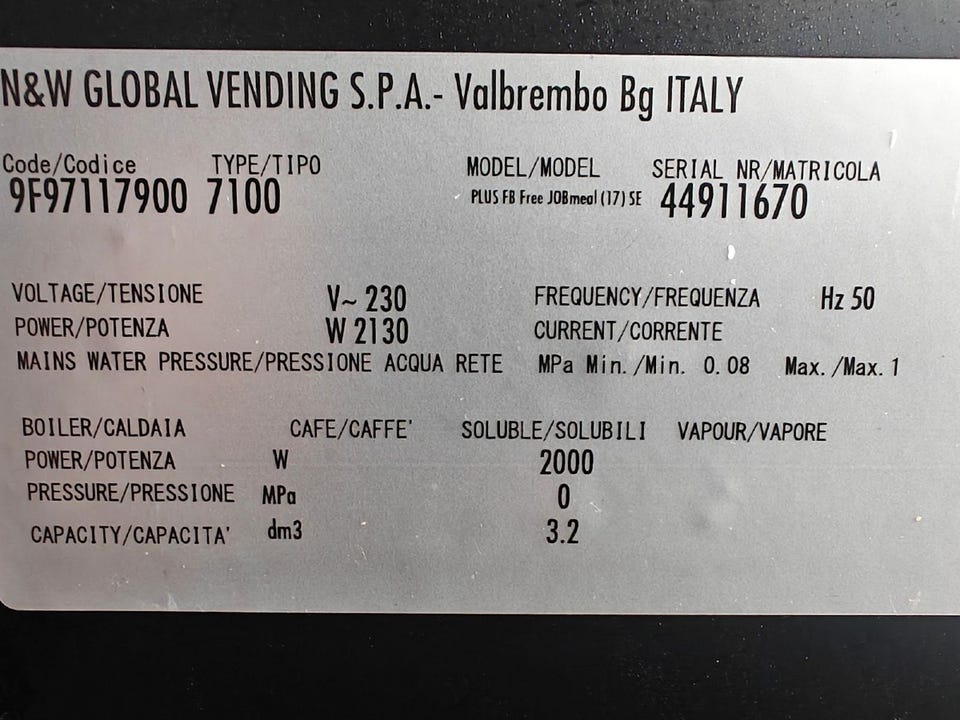 N&W GLOBAL VENDING S.P.A.- Valbrembo Bg ITALY
Code/Codice TYPE/TIPO MODEL/MODEL SERIAL NR/MATRICOLA
9F97117900 7100 PLUS FB Free JOBmeal (17) SE 44911670
VOLTAGE/TENSIONE V~ 230 FREQUENCY/FREQUENZA Hz 50
POWER/POTENZA W 2130 CURRENT/CORRENTE
MAINS WATER PRESSURE/PRESSIONE ACQUA RETE MPa Min./Min. 0.08 Max./Max. 1
BOILER/CALDAIA CAFE/CAFFE' SOLUBLE/SOLUBILI VAPOUR/VAPORE
POWER/POTENZA W 2000
PRESSURE/PRESSIONE MPa 0
CAPACITY/CAPACITA' dm3 3.2